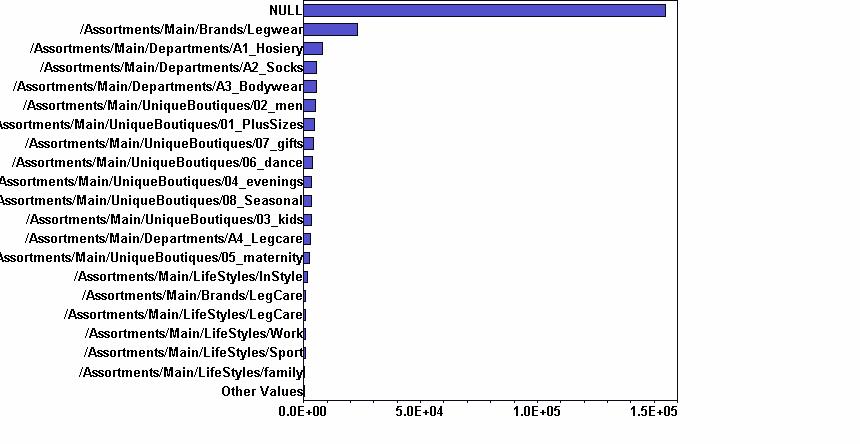 NULL
/Assortments/Main/Brands/Legwear
/Assortments/Main/Departments/A1_Hosiery
/Assortments/Main/Departments/A2_Socks
/Assortments/Main/Departments/A3_Bodywear
/Assortments/Main/UniqueBoutiques/02_men
Assortments/Main/UniqueBoutiques/01_PlusSizes
/Assortments/Main/UniqueBoutiques/07_gifts
/Assortments/Main/UniqueBoutiques/06_dance
Assortments/Main/UniqueBoutiques/04_evenings
Assortments/Main/UniqueBoutiques/08_Seasonal
/Assortments/Main/UniqueBoutiques/03_kids
/Assortments/Main/Departments/A4_Legcare
Assortments/Main/UniqueBoutiques/05_maternity
/Assortments/Main/LifeStyles/InStyle
/Assortments/Main/Brands/LegCare
/Assortments/Main/LifeStyles/LegCare
/Assortments/Main/LifeStyles/Work
/Assortments/Main/LifeStyles/Sport
/Assortments/Main/LifeStyles/family
Other Values
0.0E+00 5.0E+04 1.0E+05 1.5E+05